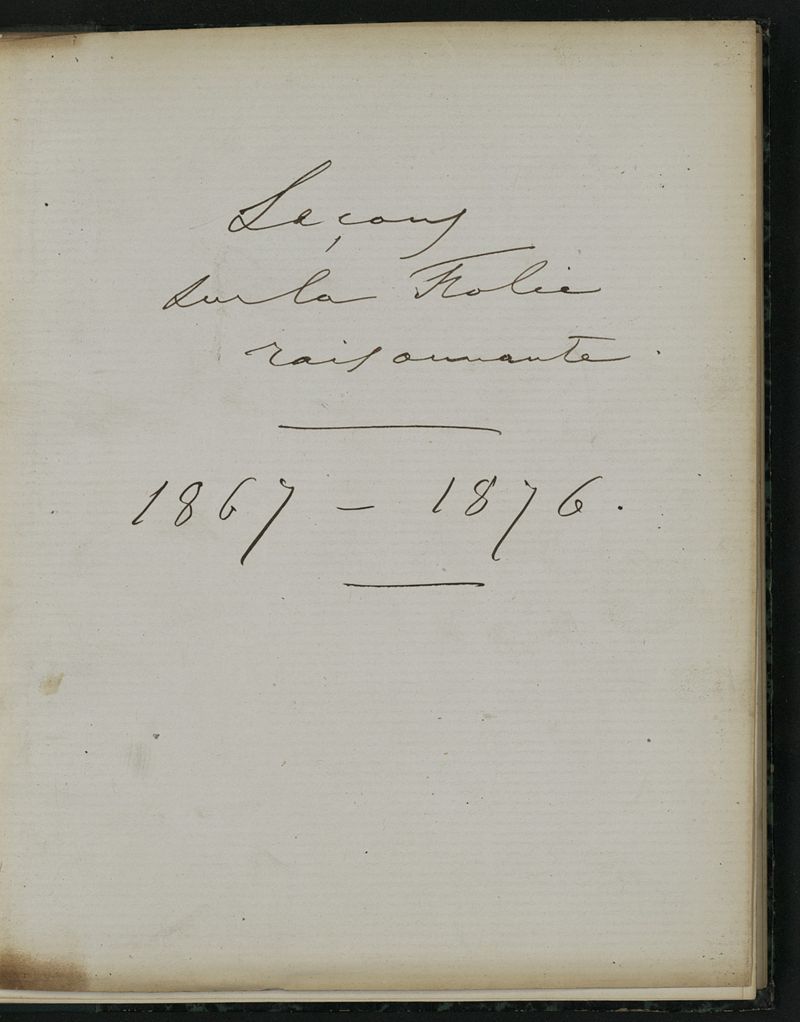 Leçons
sur la Folie
raisonnante.
1867 - 1876.